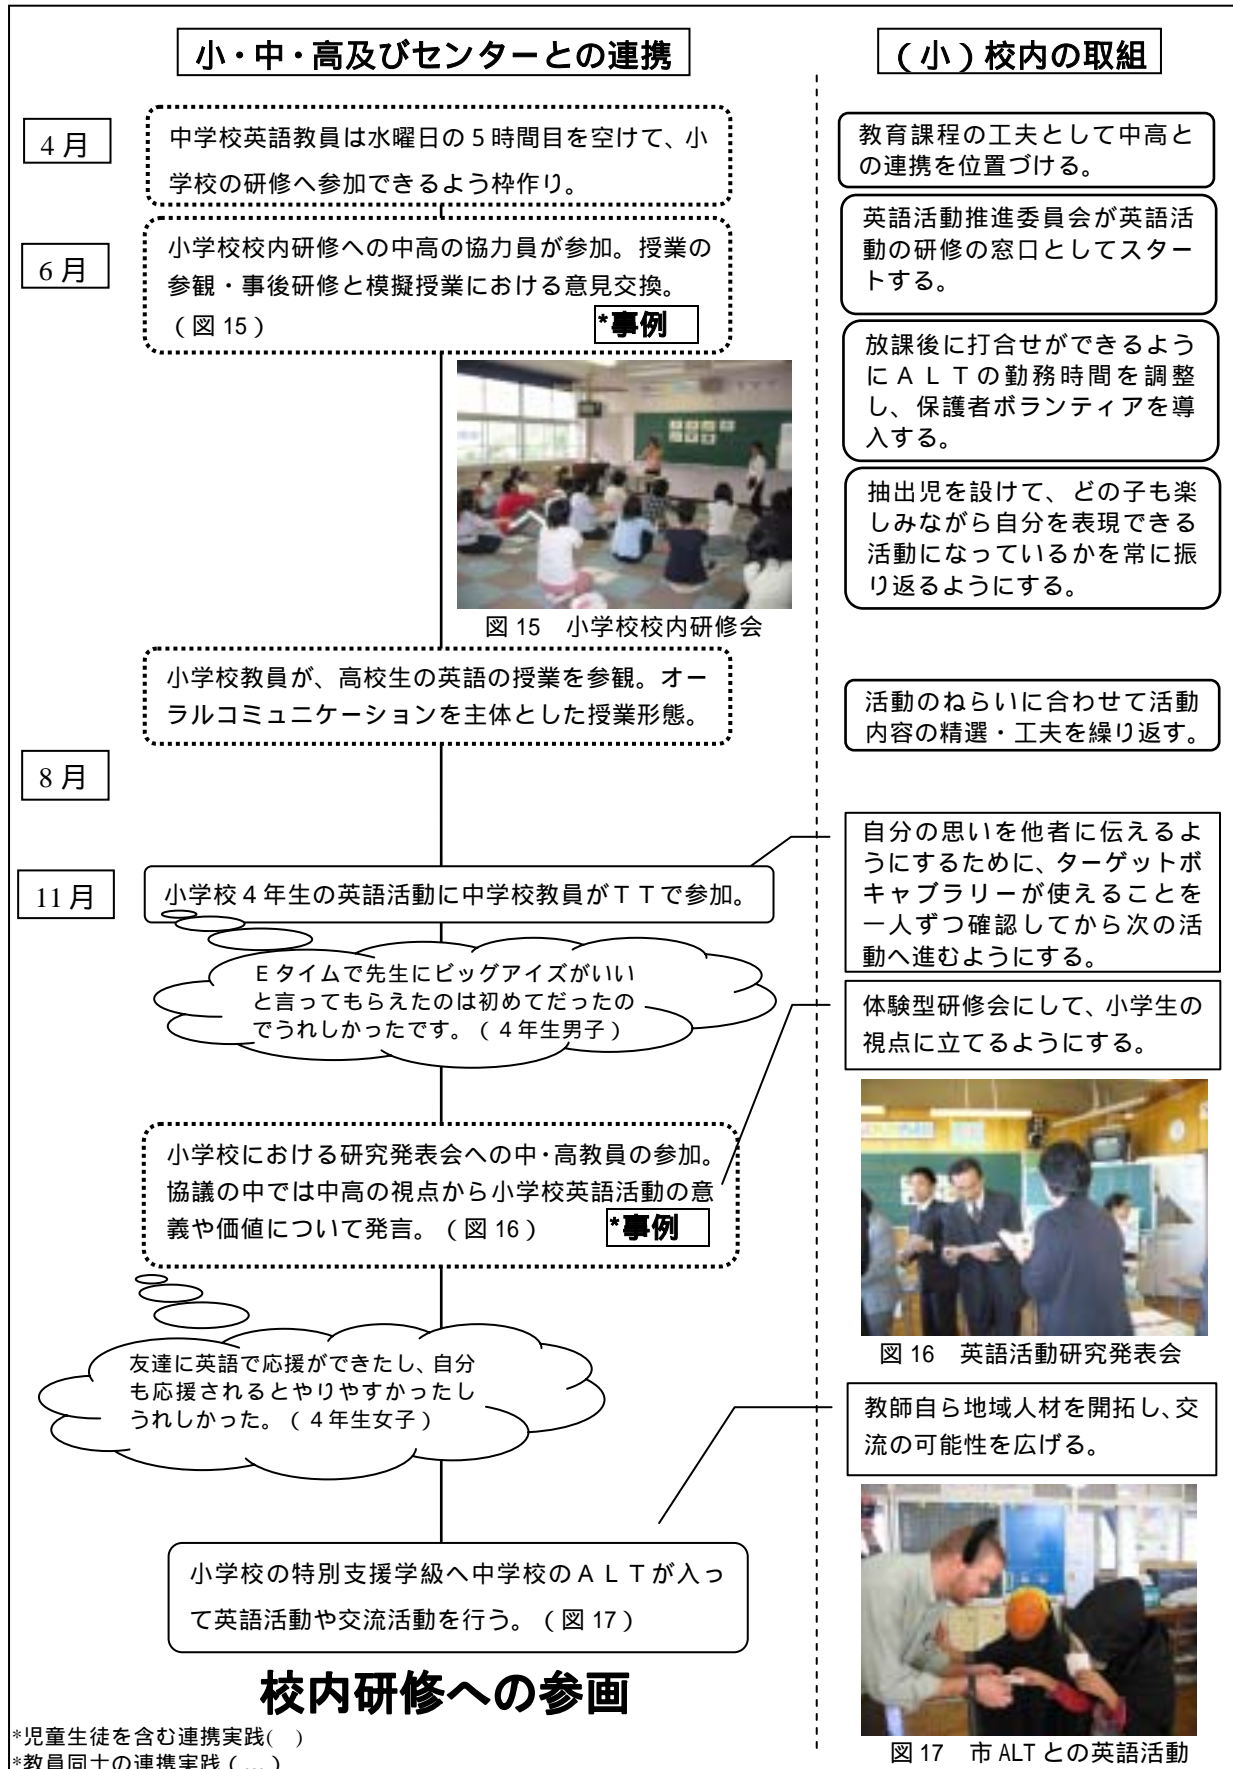 小・中・高及びセンターとの連携
(小)校内の取組
4月
中学校英語教員は水曜日の5時間目を空けて、小
学校の研修へ参加できるよう枠作り。
教育課程の工夫として中高と
の連携を位置づける。
6月
小学校校内研修への中高の協力員が参加。授業の
参観・事後研修と模擬授業における意見交換。
(図15)
*事例
英語活動推進委員会が英語活
動の研修の窓口としてスター
トする。
放課後に打合せができるよう
にALTの勤務時間を調整
し、保護者ボランティアを導
入する。
抽出児を設けて、どの子も楽
しみながら自分を表現できる
活動になっているかを常に振
り返るようにする。
図15 小学校校内研修会
小学校教員が、高校生の英語の授業を参観。オー
ラルコミュニケーションを主体とした授業形態。
活動のねらいに合わせて活動
内容の精選・工夫を繰り返す。
8月
11月
小学校4年生の英語活動に中学校教員がTTで参加。
自分の思いを他者に伝えるよ
うにするために、ターゲットボ
キャブラリーが使えることを
一人ずつ確認してから次の活
動へ進むようにする。
Eタイムで先生にビッグアイズがいい
と言ってもらえたのは初めてだったの
でうれしかったです。(4年生男子)
体験型研修会にして、小学生の
視点に立てるようにする。
小学校における研究発表会への中・高教員の参加。
協議の中では中高の視点から小学校英語活動の意
義や価値について発言。(図16)
*事例
図16 英語活動研究発表会
友達に英語で応援ができたし、自分
も応援されるとやりやすかったし
うれしかった。(4年生女子)
教師自ら地域人材を開拓し、交
流の可能性を広げる。
小学校の特別支援学級へ中学校のALTが入っ
て英語活動や交流活動を行う。(図17)
校内研修への参画
図17 市ALTとの英語活動
*児童生徒を含む連携実践( )
*教員同士の連携実践(...)